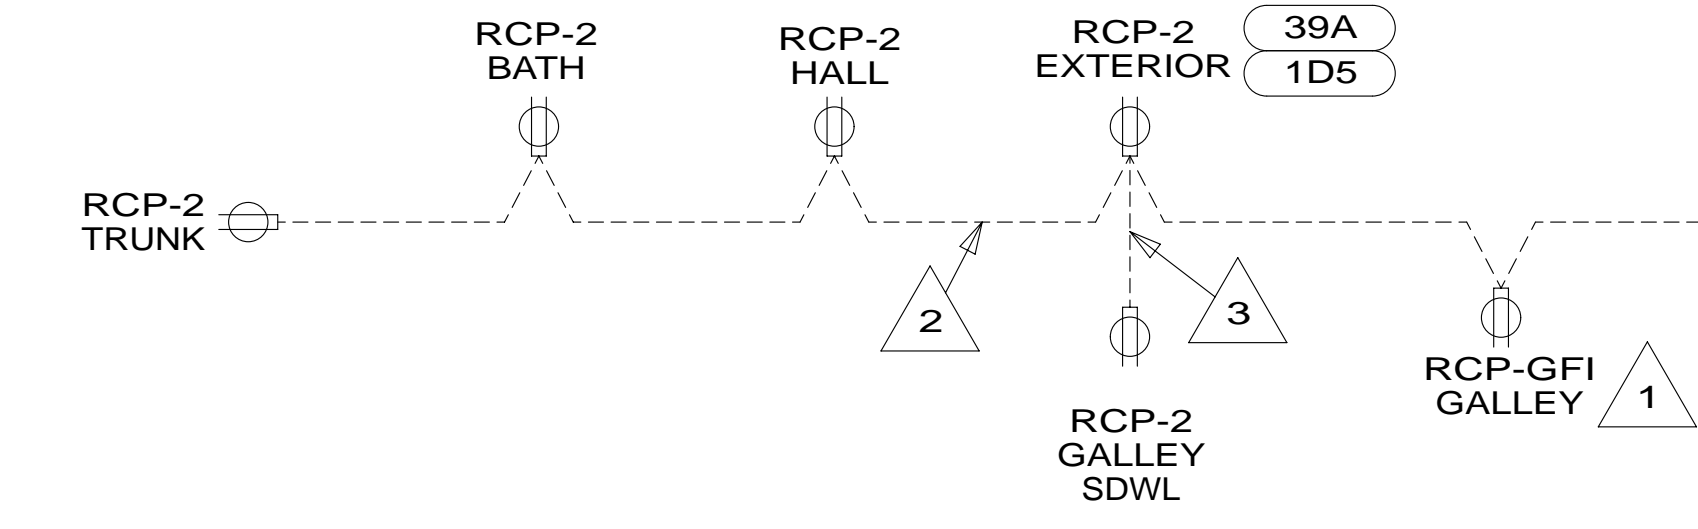 RCP-2
BATH
RCP-2
HALL
RCP-2
EXTERIOR
39A
1D5
RCP-2
TRUNK
2
3
RCP-2
GALLEY
SDWL
RCP-GFI
GALLEY
1